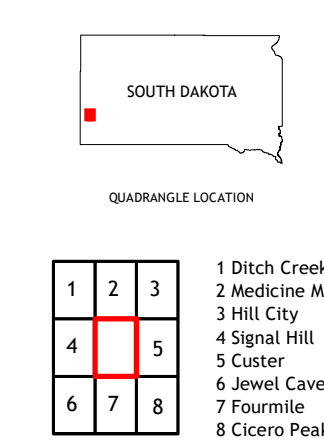 SOUTH DAKOTA
QUADRANGLE LOCATION
1 2 3
4 5
6 7 8
1 Ditch Creek
2 Medicine M
3 Hill City
4 Signal Hill
5 Custer
6 Jewel Cave
7 Fourmile
8 Cicero Peak